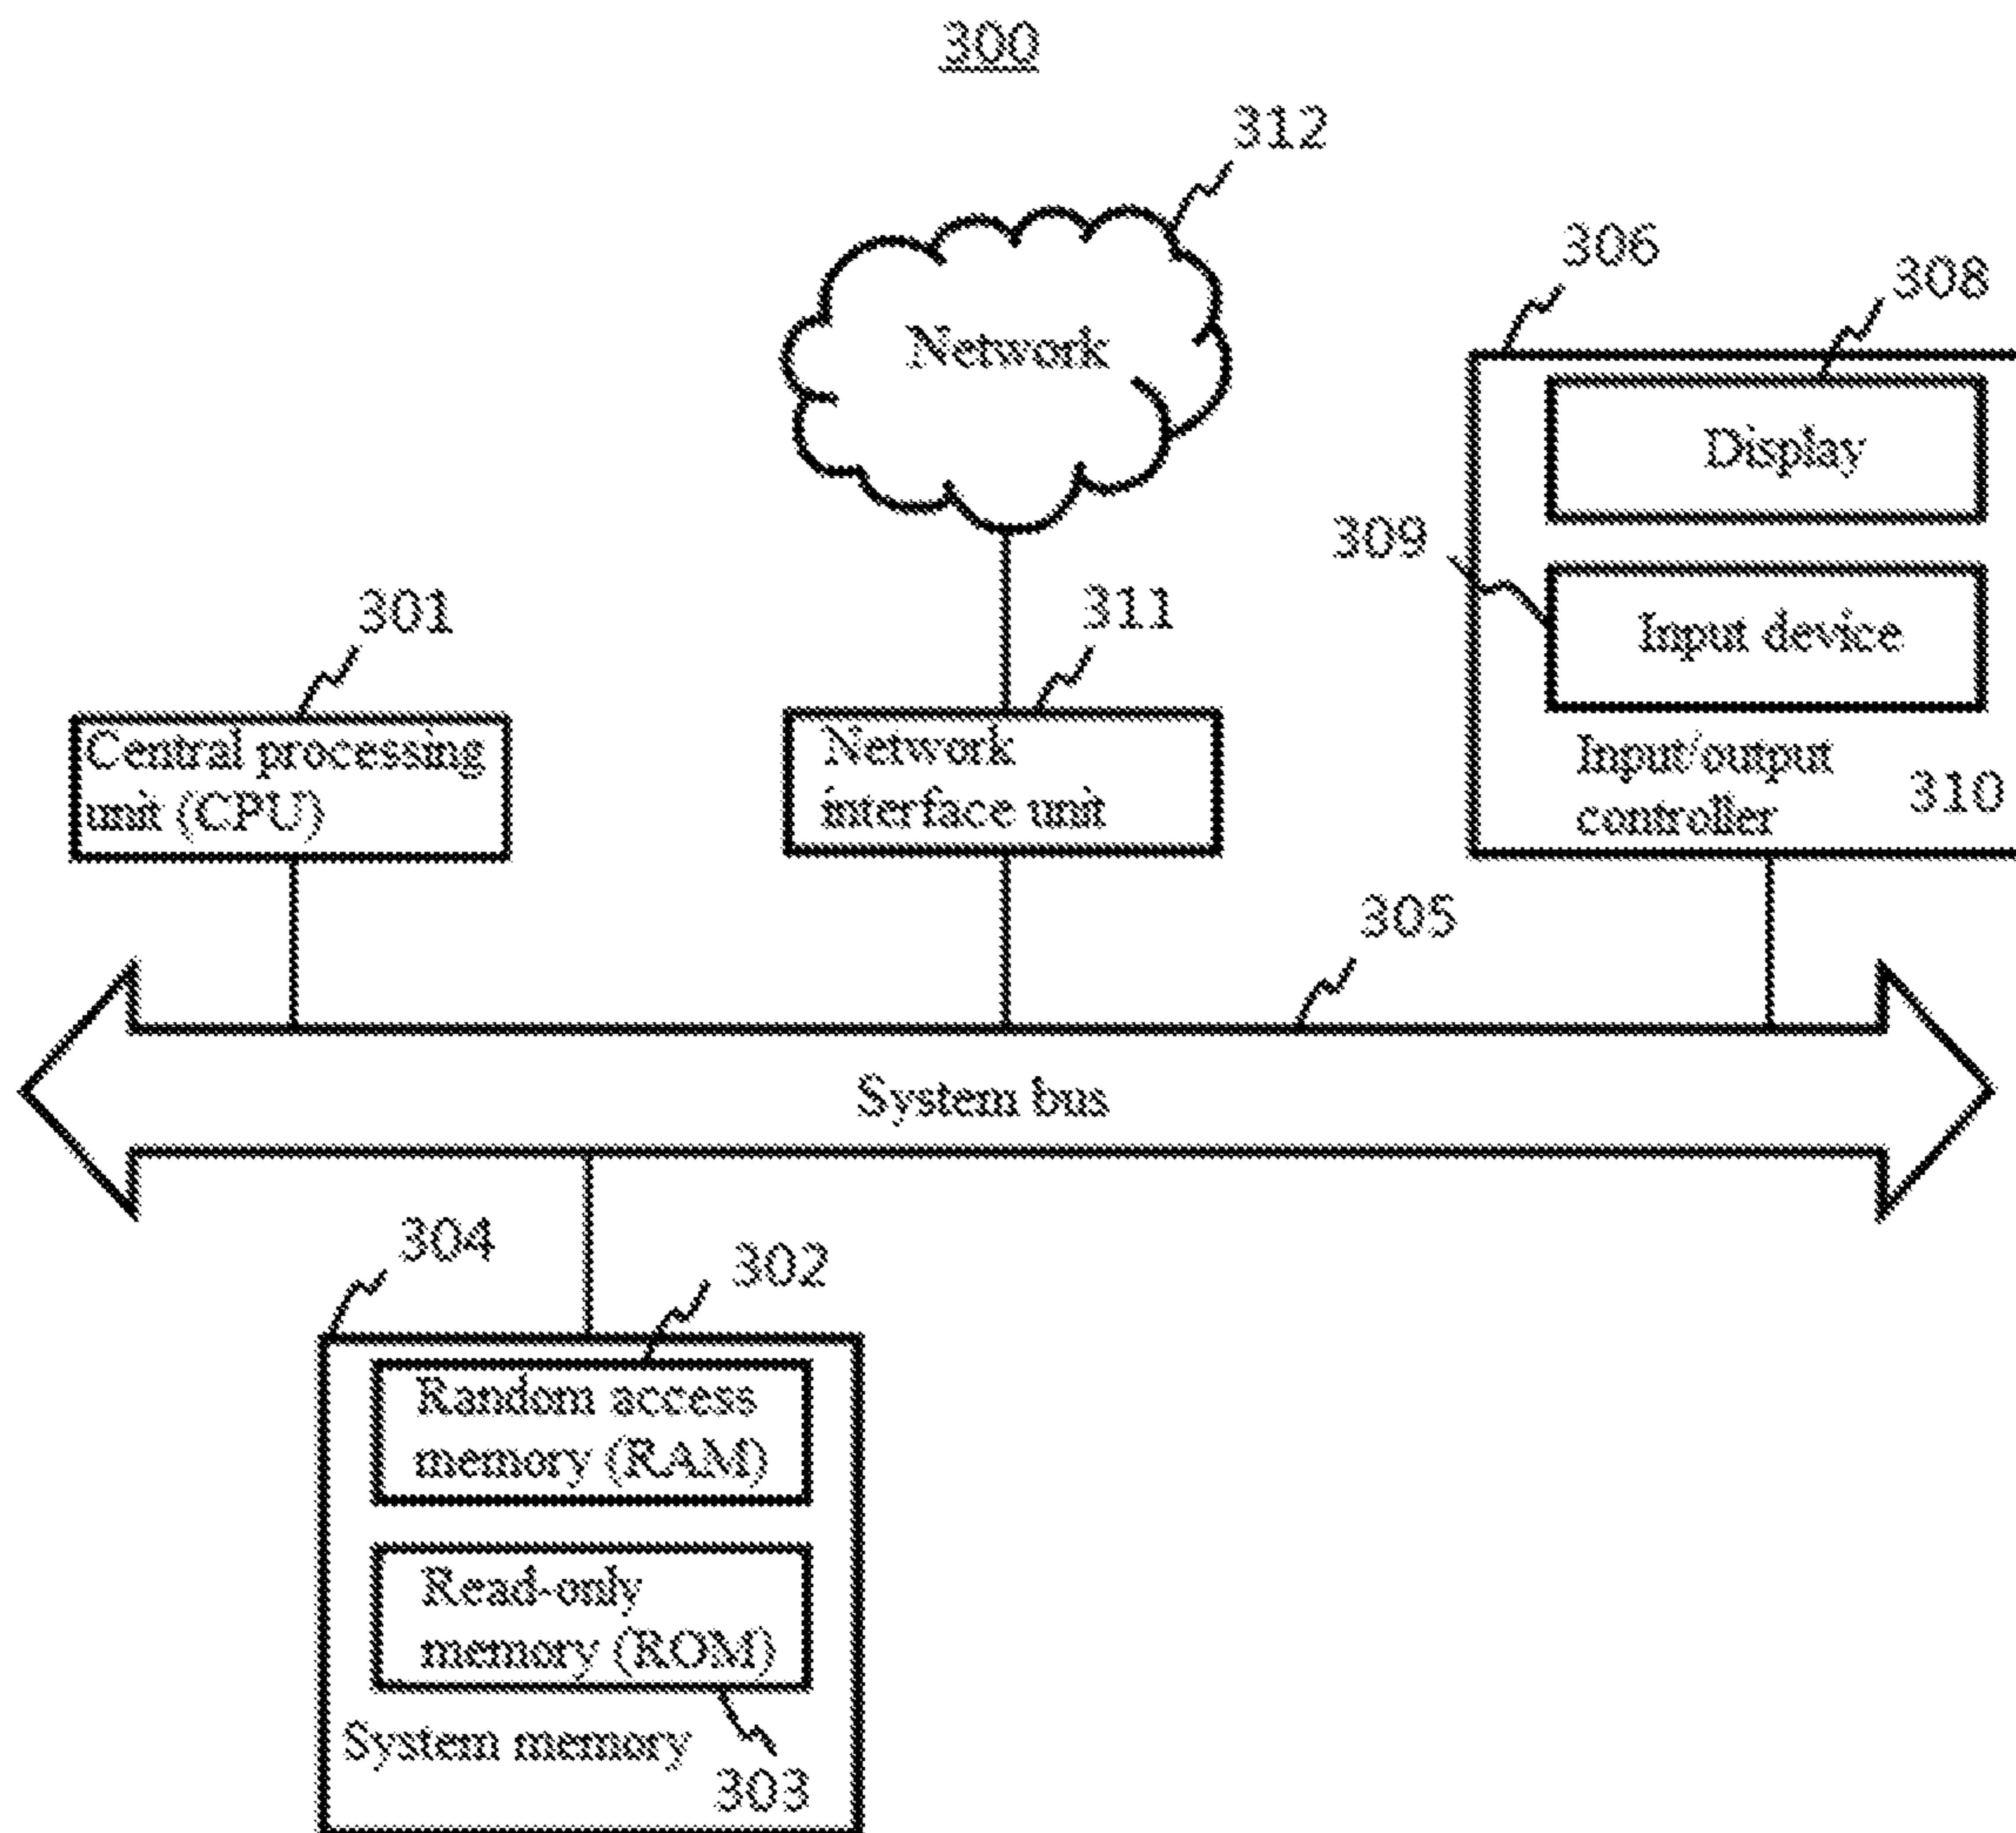 300
312
Network
306
308
Display
309
Input device
Input/output
controller
310
301
Central processing
unit (CPU)
311
Network
interface unit
305
System bus
304
302
Random access
memory (RAM)
Read-only
memory (ROM)
System memory
303